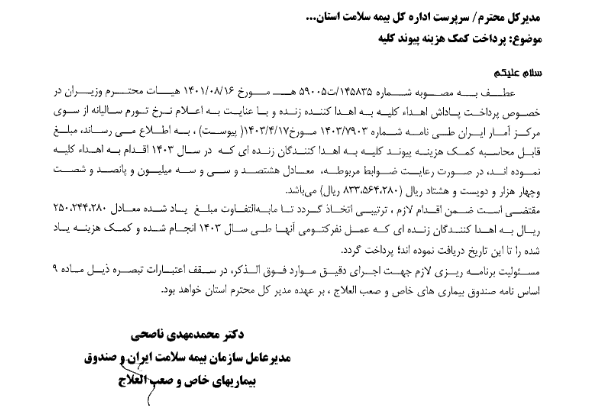 مدیرکل محترم/ سرپرست اداره کل بیمه سلامت استان...
موضوع: پرداخت کمک هزینه پیوند کلیه
سلام علیکم
عطف به مصوبه شماره ۱۴۵۸۳۵/ت۵۹۰۰۵هـ مورخ ۱۴۰۱/۰۸/۱۶ هیات محترم وزیران در
خصوص پرداخت پاداش اهداء کلیه به اهدا کننده زنده و با عنایت به اعلام نرخ تورم سالیانه از سوی
مرکز آمار ایران طی نامه شماره ۱۴۰۳/۷۹۰۳ مورخ۱۴۰۳/۴/۱۷( پیوست) ، به اطلاع می رساند، مبلغ
قابل محاسبه کمک هزینه پیوند کلیه به اهدا کنندگان زنده ای که در سال ۱۴۰۳ اقدام به اهداء کلیه
نموده اند، در صورت رعایت ضوابط مربوطه، معادل هشتصد و سی و سه میلیون و پانصد و شصت
وچهار هزار و دویست و هشتاد ریال (۸۳۳،۵۶۴،۲۸۰ ریال) می‌باشد.
مقتضی است ضمن اقدام لازم ، ترتیبی اتخاذ گردد تا مابه‌التفاوت مبلغ یاد شده معادل ۲۵۰،۲۴۴،۲۸۰
ریال به اهدا کنندگان زنده ای که عمل نفرکتومی آنها طی سال ۱۴۰۳ انجام شده و کمک هزینه یاد
شده را تا این تاریخ دریافت نموده اند؛ پرداخت گردد.
مسئولیت برنامه ریزی لازم جهت اجرای دقیق موارد فوق الذکر، در سقف اعتبارات تبصره ذیل ماده ۹
اساس نامه صندوق بیماری های خاص و صعب العلاج ، بر عهده مدیر کل محترم استان خواهد بود.
دکتر محمدمهدی ناصحی
مدیرعامل سازمان بیمه سلامت ایران و صندوق
بیماریهای خاص و صعب العلاج